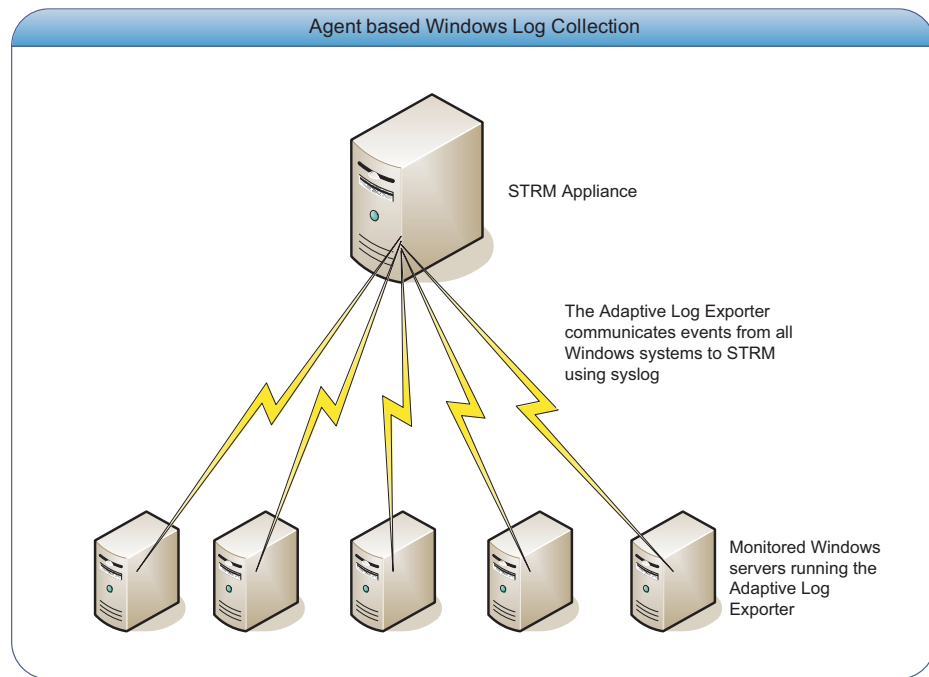 Agent based Windows Log Collection
STRM Appliance
The Adaptive Log Exporter
communicates events from all
Windows systems to STRM
using syslog
Monitored Windows
servers running the
Adaptive Log
Exporter